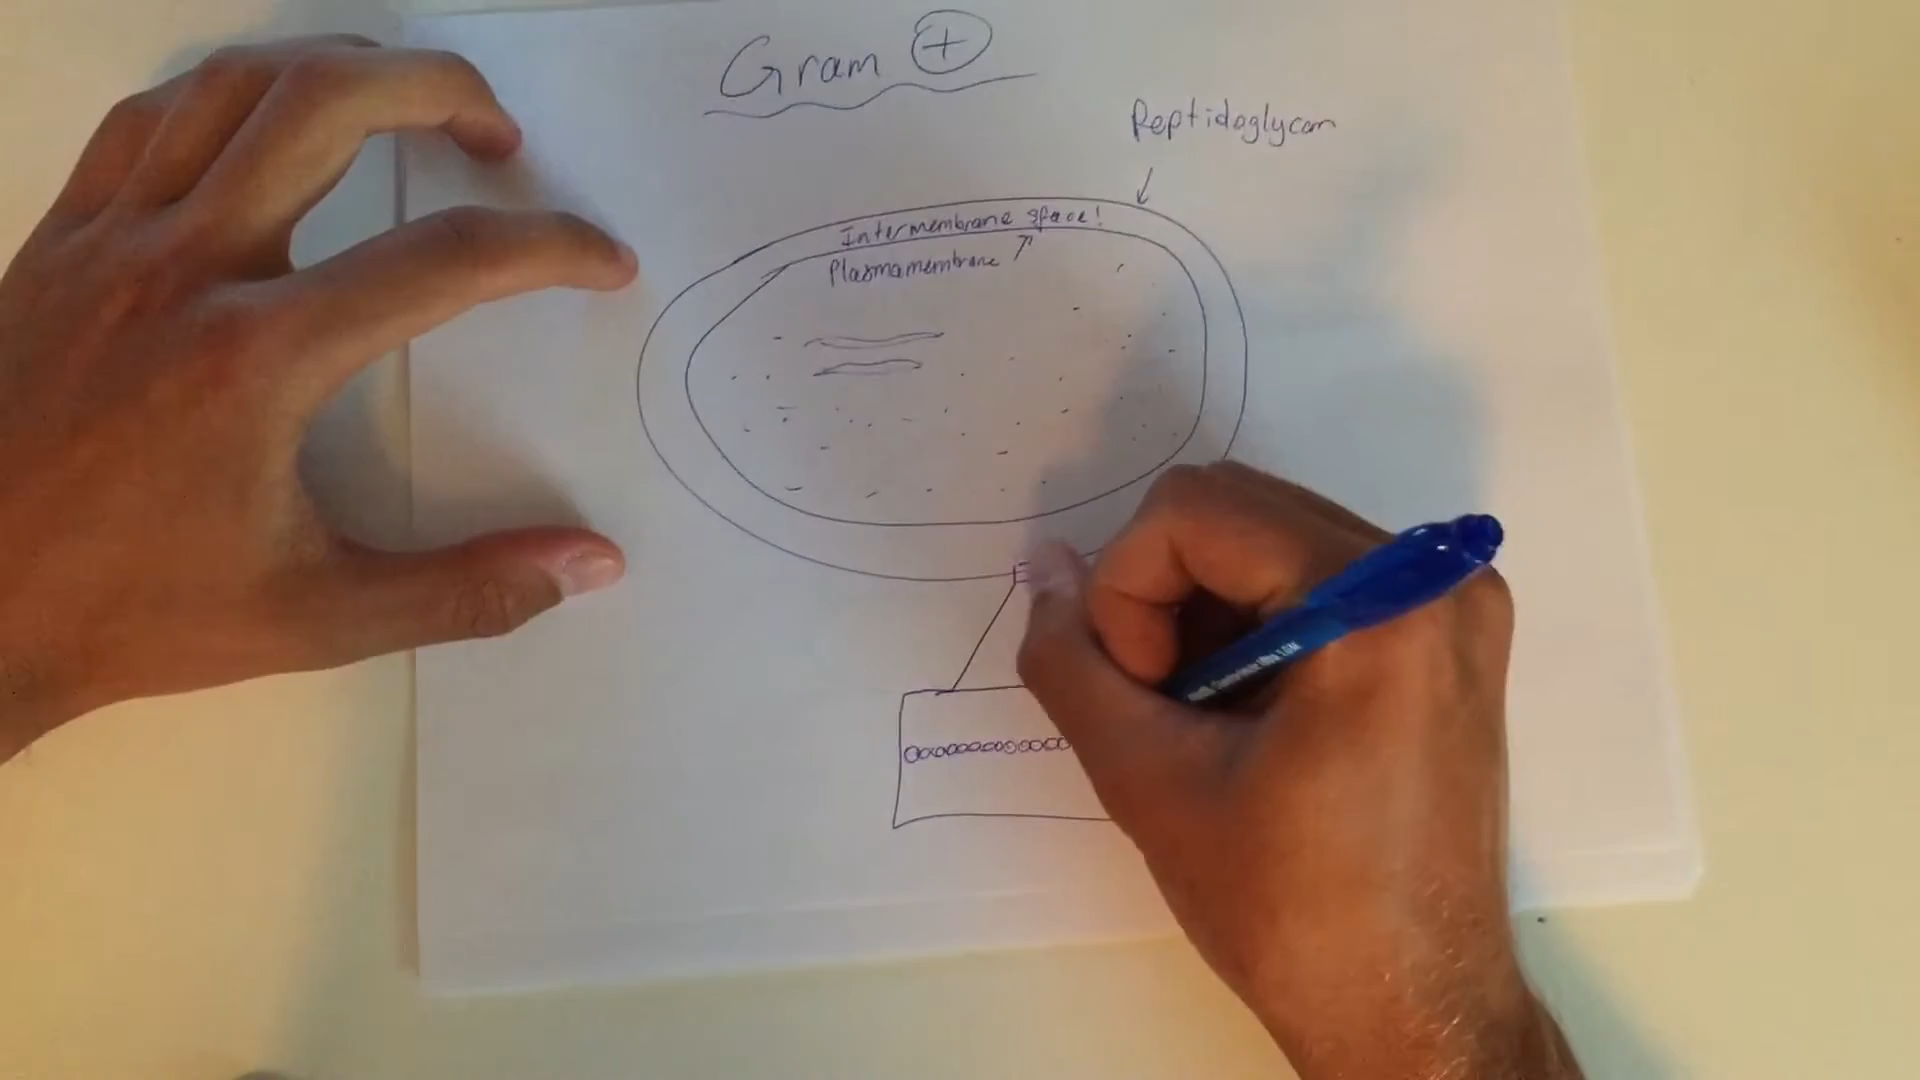 Gram +
Peptidoglycan
Intermembrane space!
Plasmamembrane